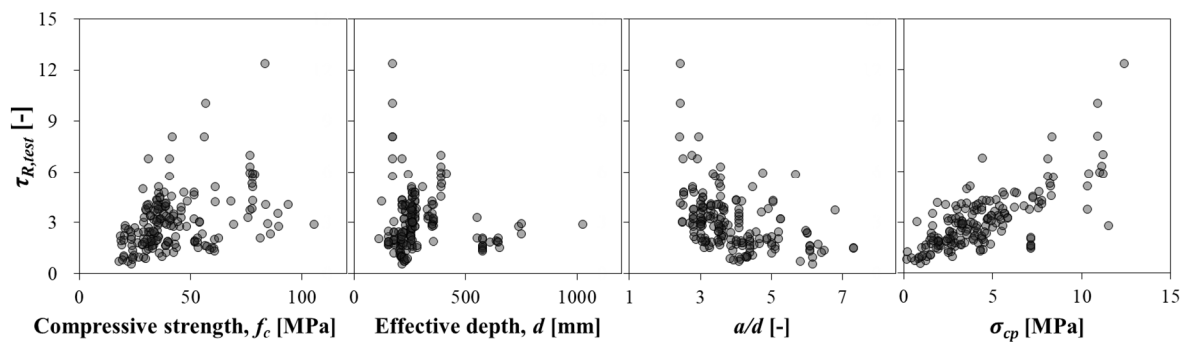 15
12
9
6
3
0
τR,test [-]
0 50 100
0 500 1000
1 3 5 7
0 5 10 15
Compressive strength, fc [MPa]
Effective depth, d [mm]
a/d [-]
σcp [MPa]